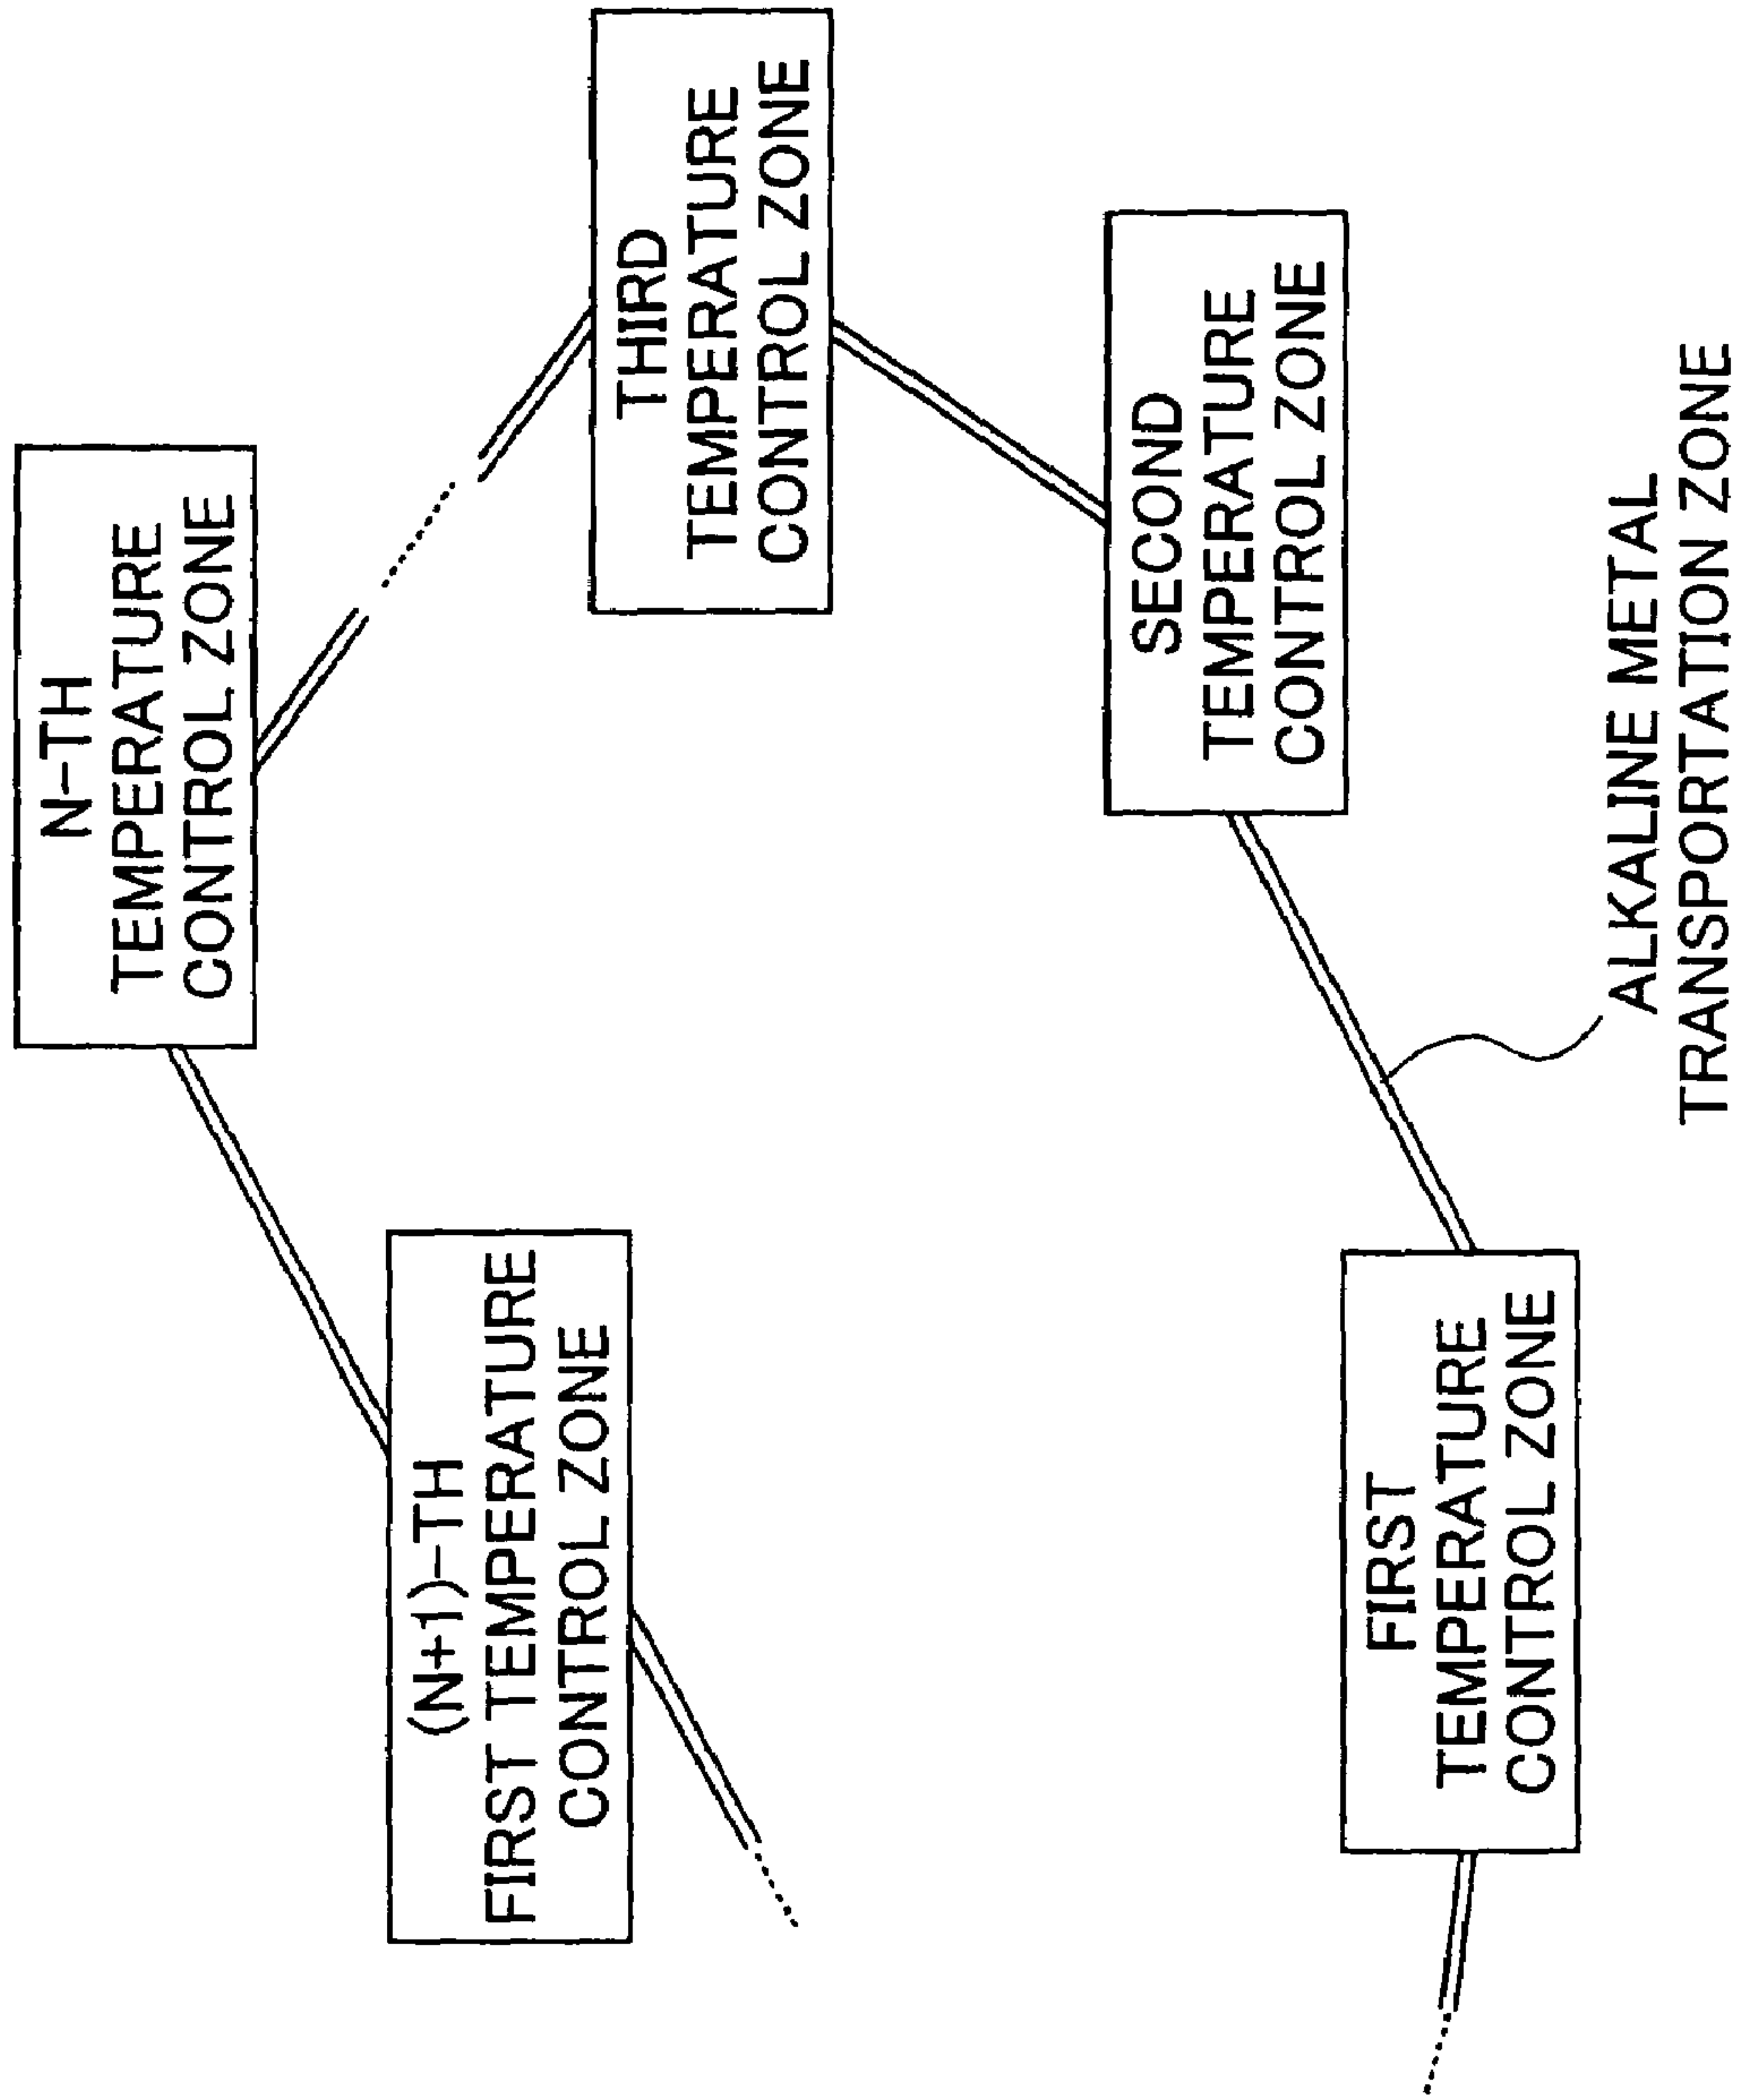 N-TH
TEMPERATURE
CONTROL ZONE
(N+1)-TH
FIRST TEMPERATURE
CONTROL ZONE
THIRD
TEMPERATURE
CONTROL ZONE
SECOND
TEMPERATURE
CONTROL ZONE
FIRST
TEMPERATURE
CONTROL ZONE
ALKALINE METAL
TRANSPORTATION ZONE